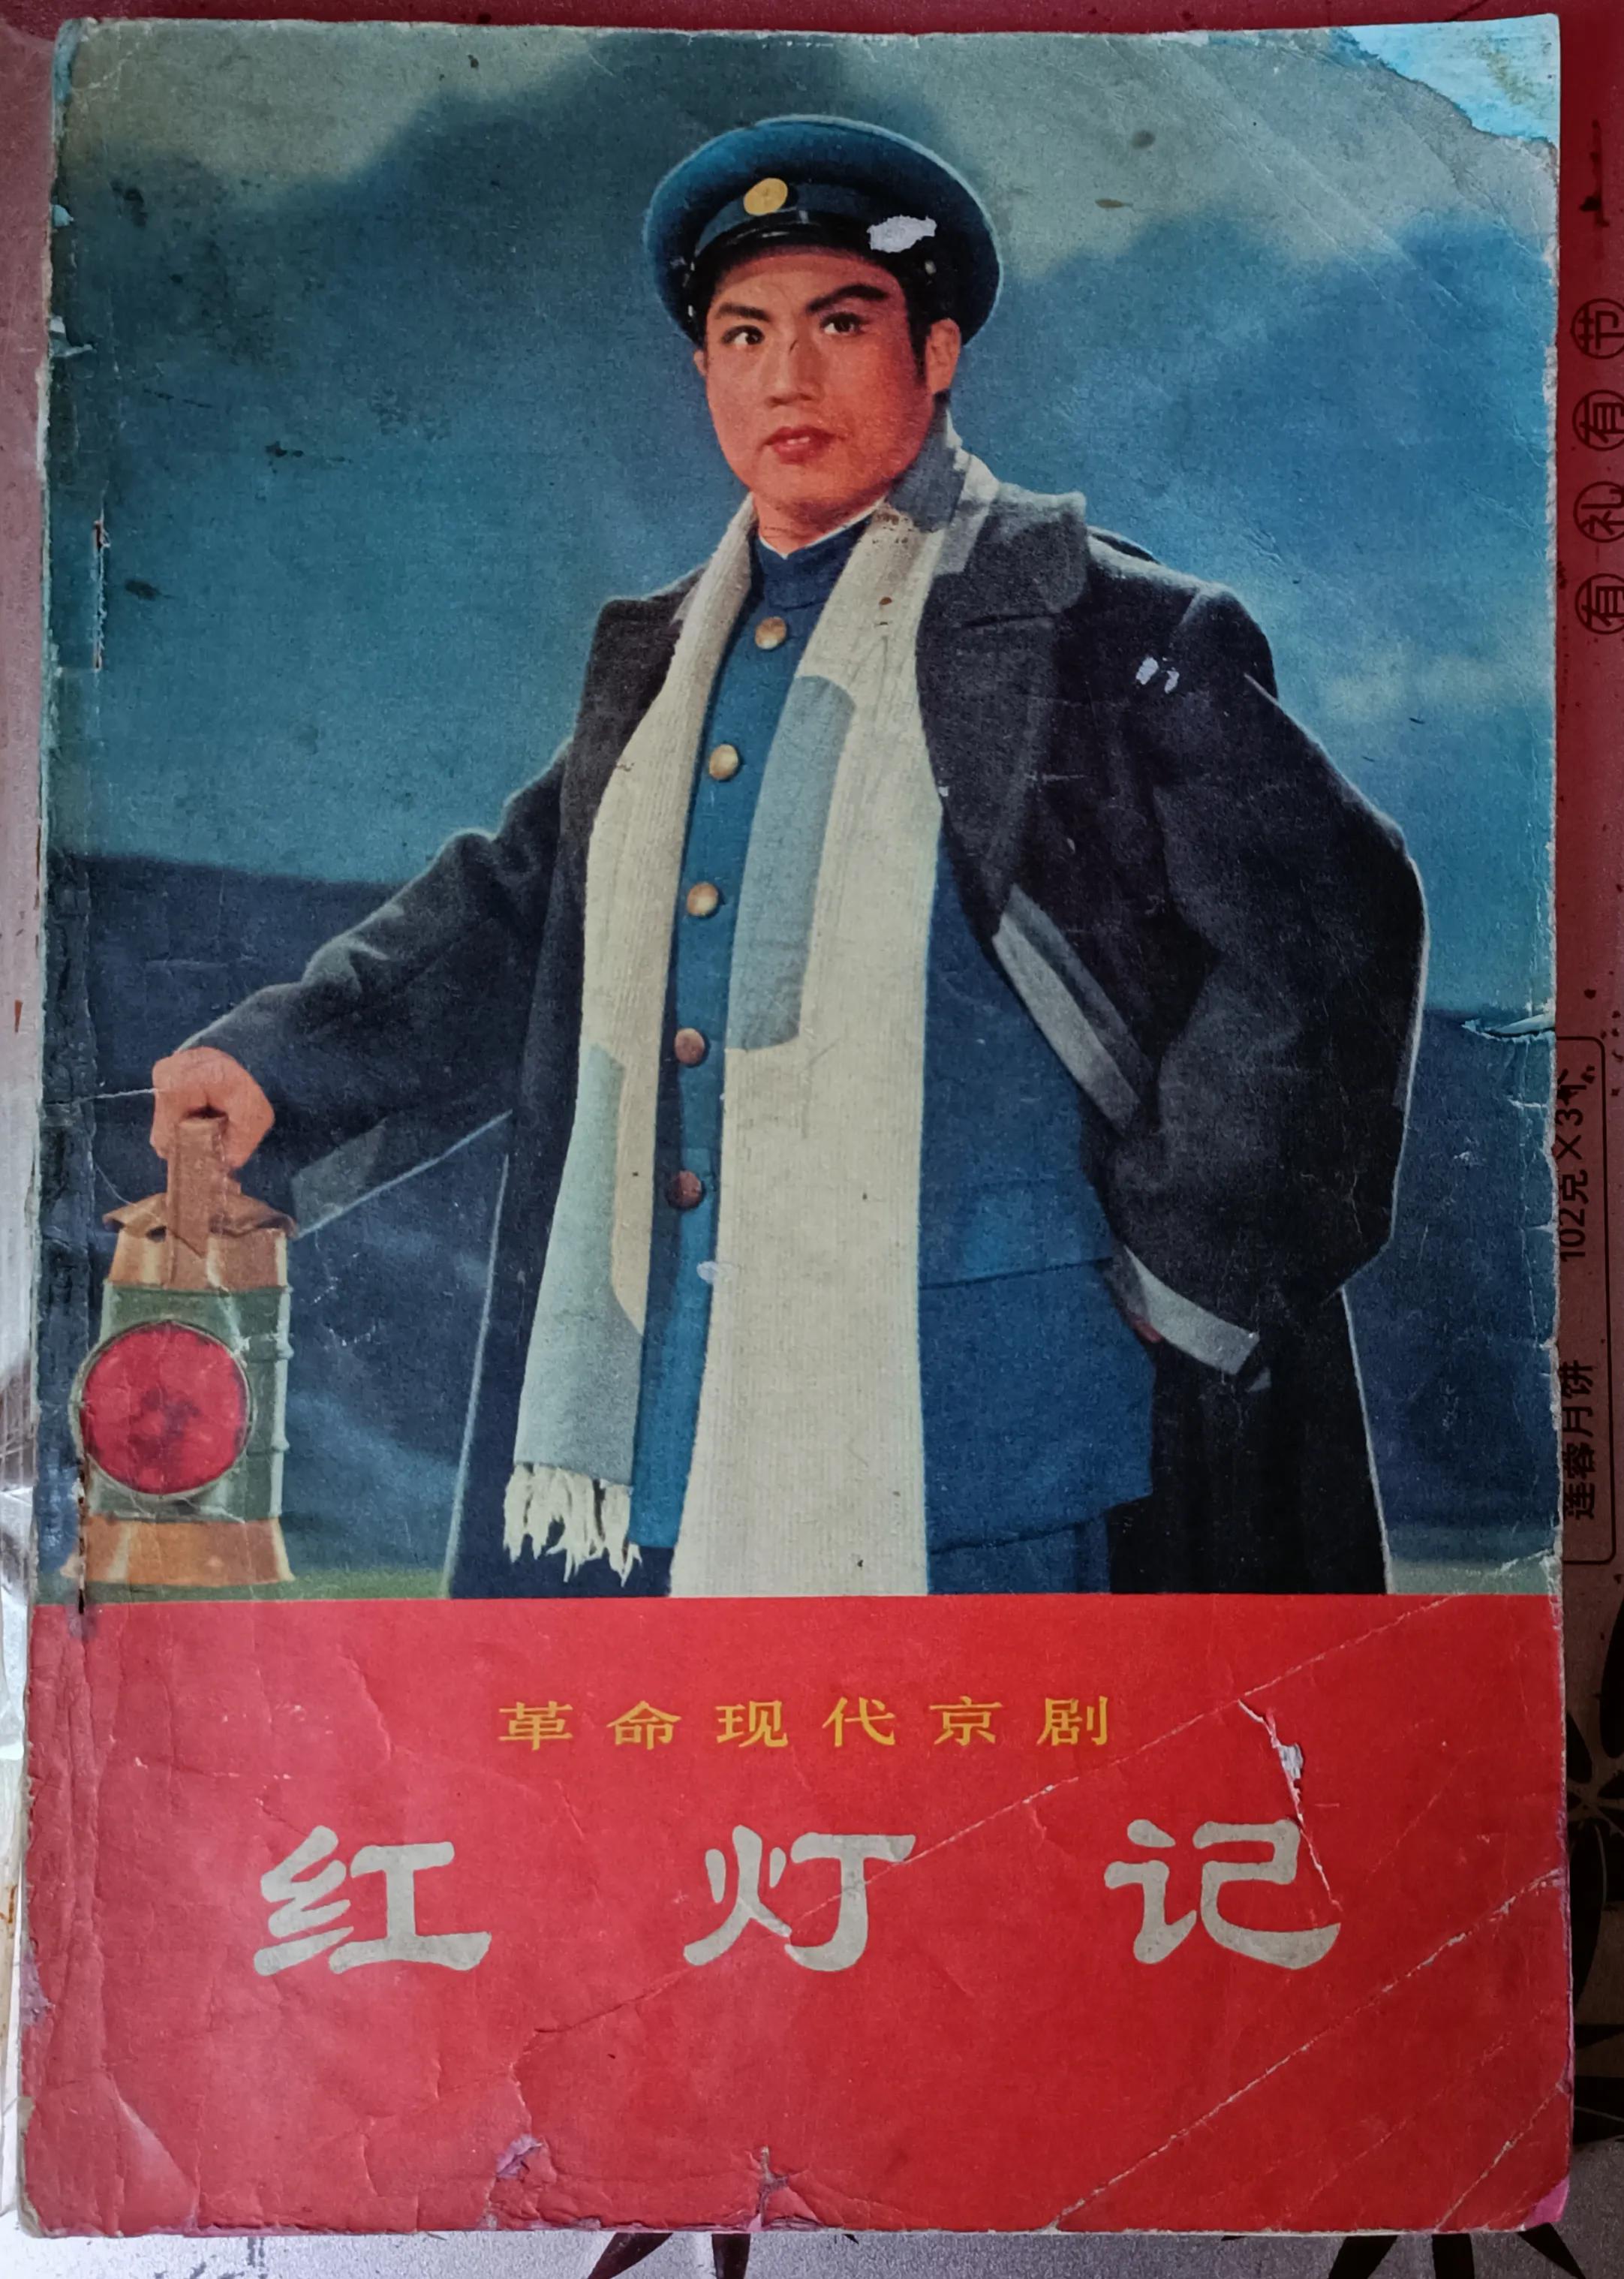 革命现代京剧
红灯记
有礼有节
102克×3个
莲蓉月饼